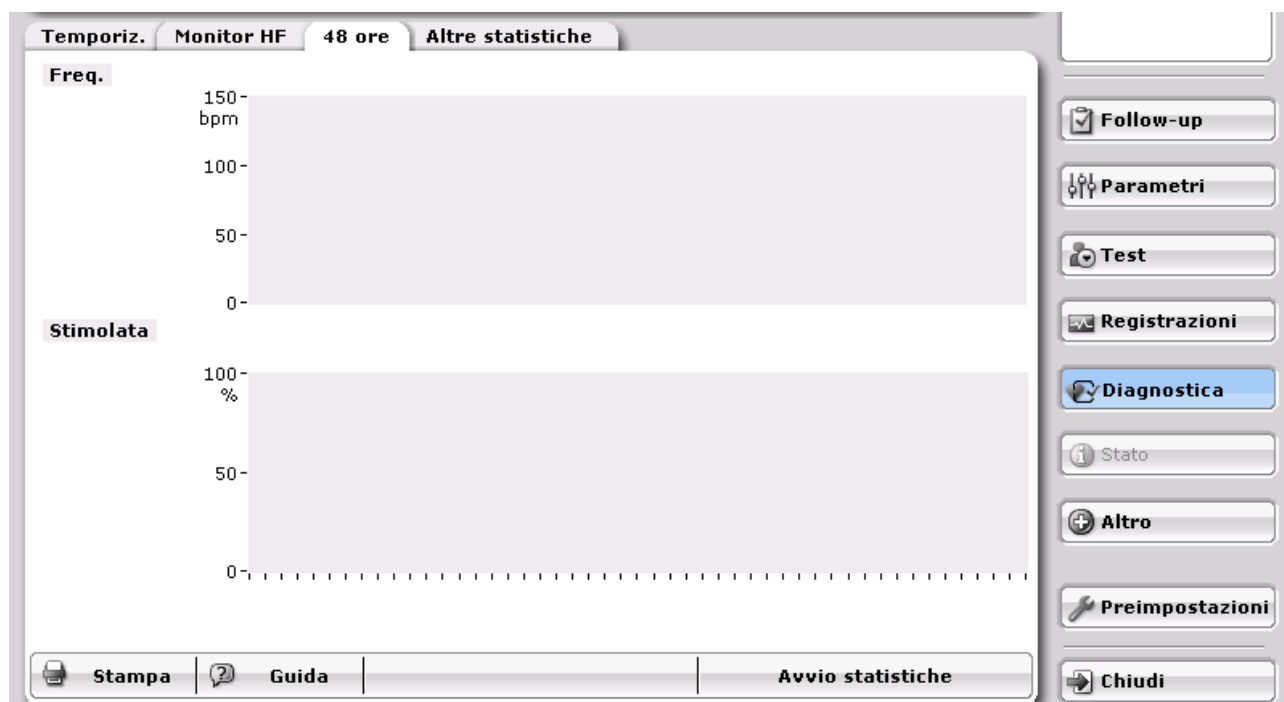 Temporiz. Monitor HF 48 ore Altre statistiche
Freq.
150
bpm
100
50
0
Stimolata
100
%
50
0
Stampa Guida Avvio statistiche
Follow-up
Parametri
Test
Registrazioni
Diagnostica
Stato
Altro
Preimpostazioni
Chiudi